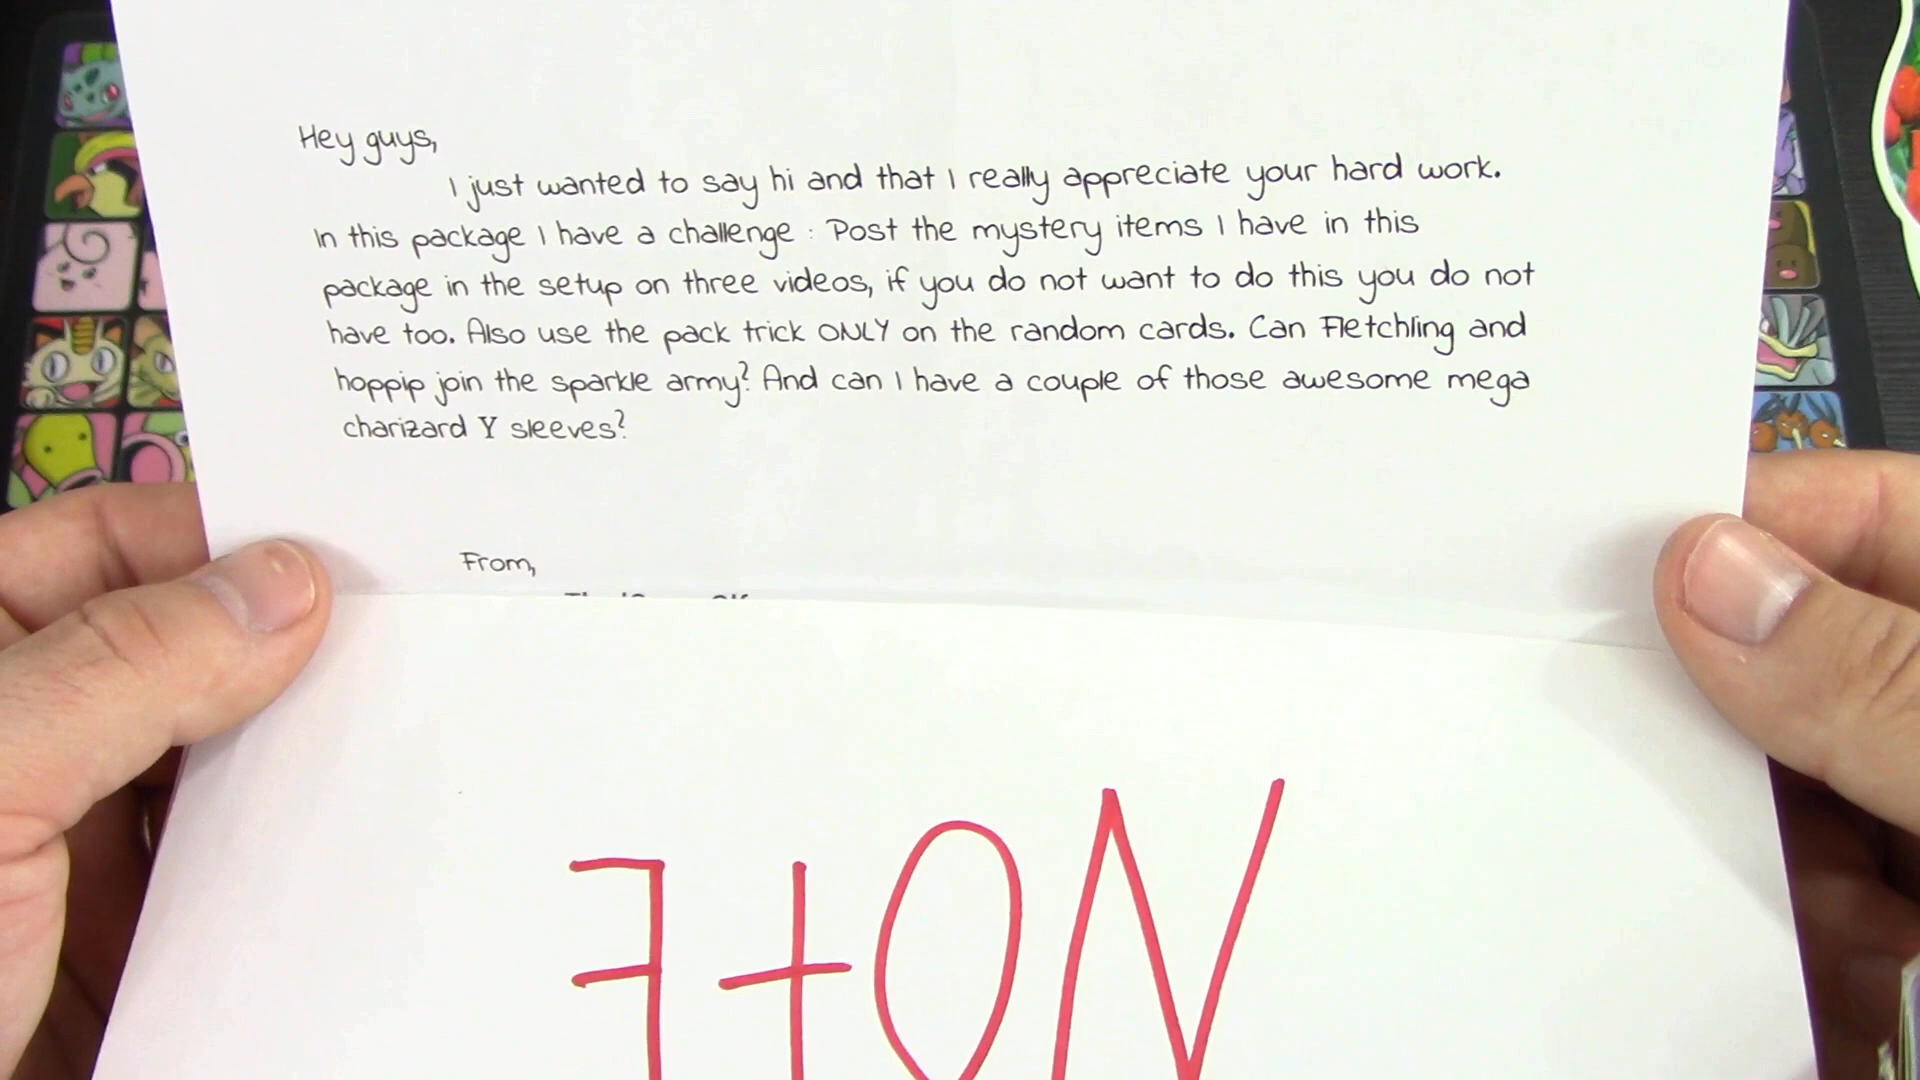 Hey guys,
I just wanted to say hi and that I really appreciate your hard work.
In this package I have a challenge : Post the mystery items I have in this
package in the setup on three videos, if you do not want to do this you do not
have too. Also use the pack trick ONLY on the random cards. Can Fletchling and
hoppip join the sparkle army? And can I have a couple of those awesome mega
charizard Y sleeves?
From,